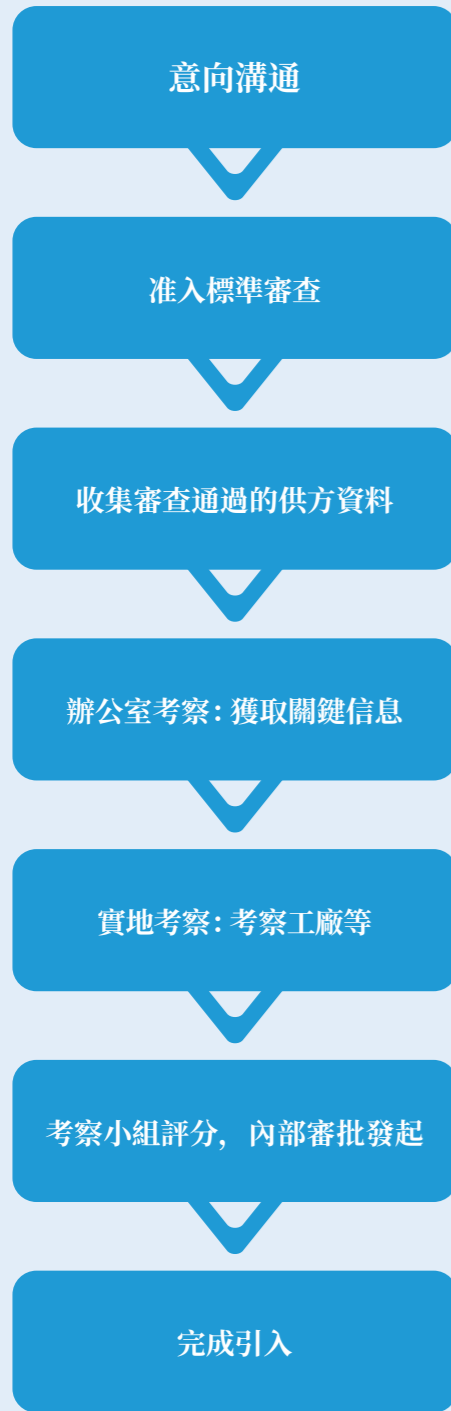 意向溝通
准入標準審查
收集審查通過的供方資料
辦公室考察：獲取關鍵信息
實地考察：考察工廠等
考察小組評分，內部審批發起
完成引入